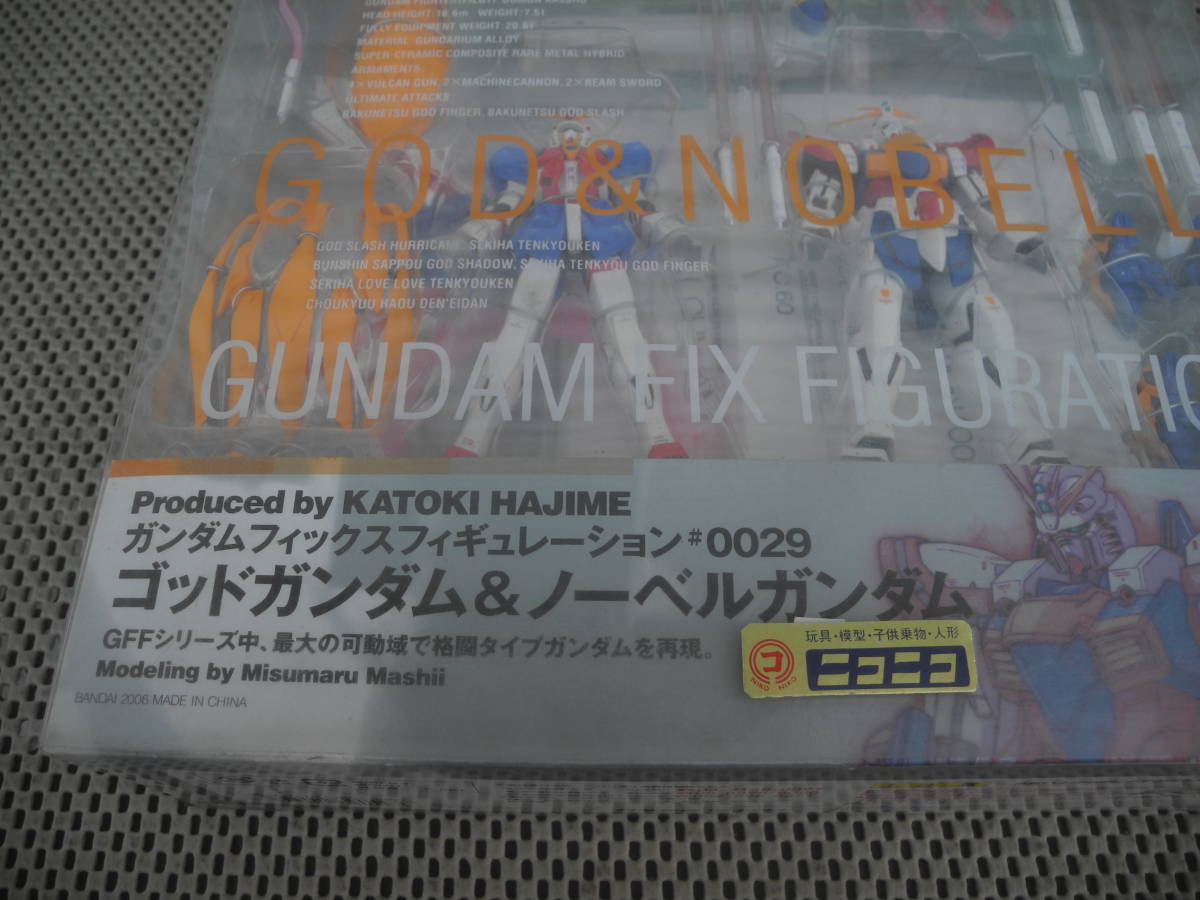 HEAD HEIGHT:16.6m WEIGHT:7.5t
FULLY EQUIPMENT WEIGHT:20.6t
MATERIAL: GUNDARIUM ALLOY
SUPER-CERAMIC COMPOSITE RARE METAL HYBRID
ARMAMENTS:
4×VULCAN GUN, 2×MACHINECANNON, 2×BEAM SWORD
ULTIMATE ATTACKS:
BAKUNETSU GOD FINGER, BAKUNETSU GOD SLASH
GOD&NOBELL
GOD SLASH HURRICANE, SEKIHA TENKYOUKEN
BUNSHIN SAPPOU GOD SHADOW, SEKIHA TENKYOU GOD FINGER
SEKIHA LOVE LOVE TENKYOUKEN
CHOUKYUU HAOU DEN'EIDAN
GUNDAM FIX FIGURATIO
Produced by KATOKI HAJIME
ガンダムフィックスフィギュレーション#0029
ゴッドガンダム&ノーベルガンダム
GFFシリーズ中、最大の可動域で格闘タイプガンダムを再現。
Modeling by Misumaru Mashii
BANDAI 2006 MADE IN CHINA
玩具・模型・子供乗物・人形
コ
NIKO NIKO
ニコニコ